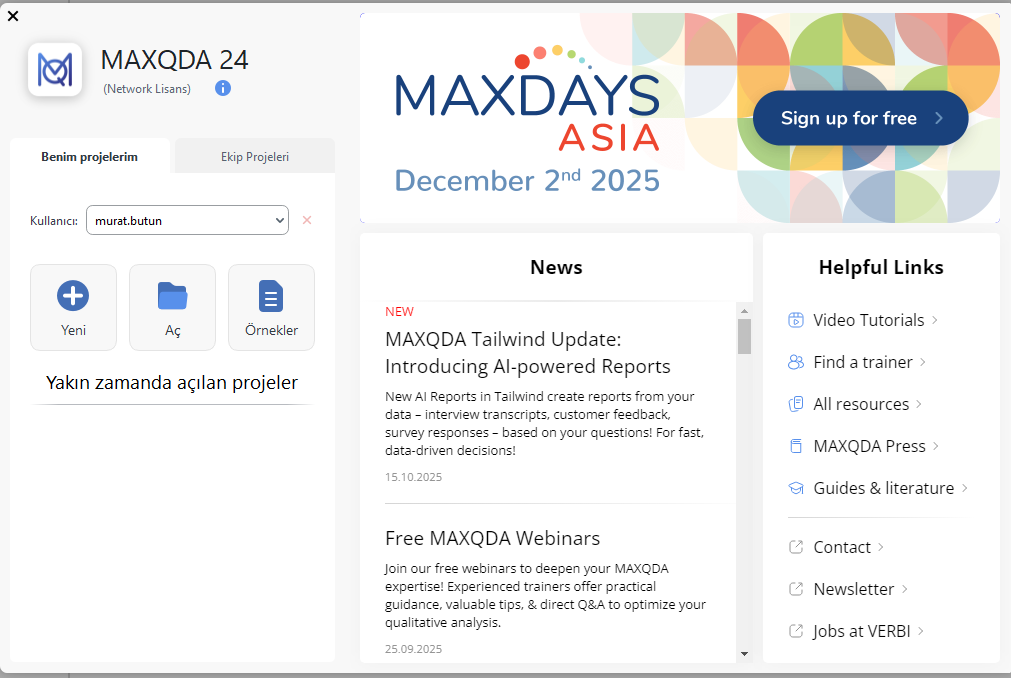 MAXQDA 24
(Network Lisans)
Benim projelerim
Ekip Projeleri
Kullanıcı:
murat.butun
Yeni
Aç
Örnekler
Yakın zamanda açılan projeler
MAXDAYS
ASIA
December 2nd 2025
Sign up for free
News
NEW
MAXQDA Tailwind Update:
Introducing AI-powered Reports
New AI Reports in Tailwind create reports from your
data – interview transcripts, customer feedback,
survey responses – based on your questions! For fast,
data-driven decisions!
15.10.2025
Free MAXQDA Webinars
Join our free webinars to deepen your MAXQDA
expertise! Experienced trainers offer practical
guidance, valuable tips, & direct Q&A to optimize your
qualitative analysis.
25.09.2025
Helpful Links
Video Tutorials
Find a trainer
All resources
MAXQDA Press
Guides & literature
Contact
Newsletter
Jobs at VERBI